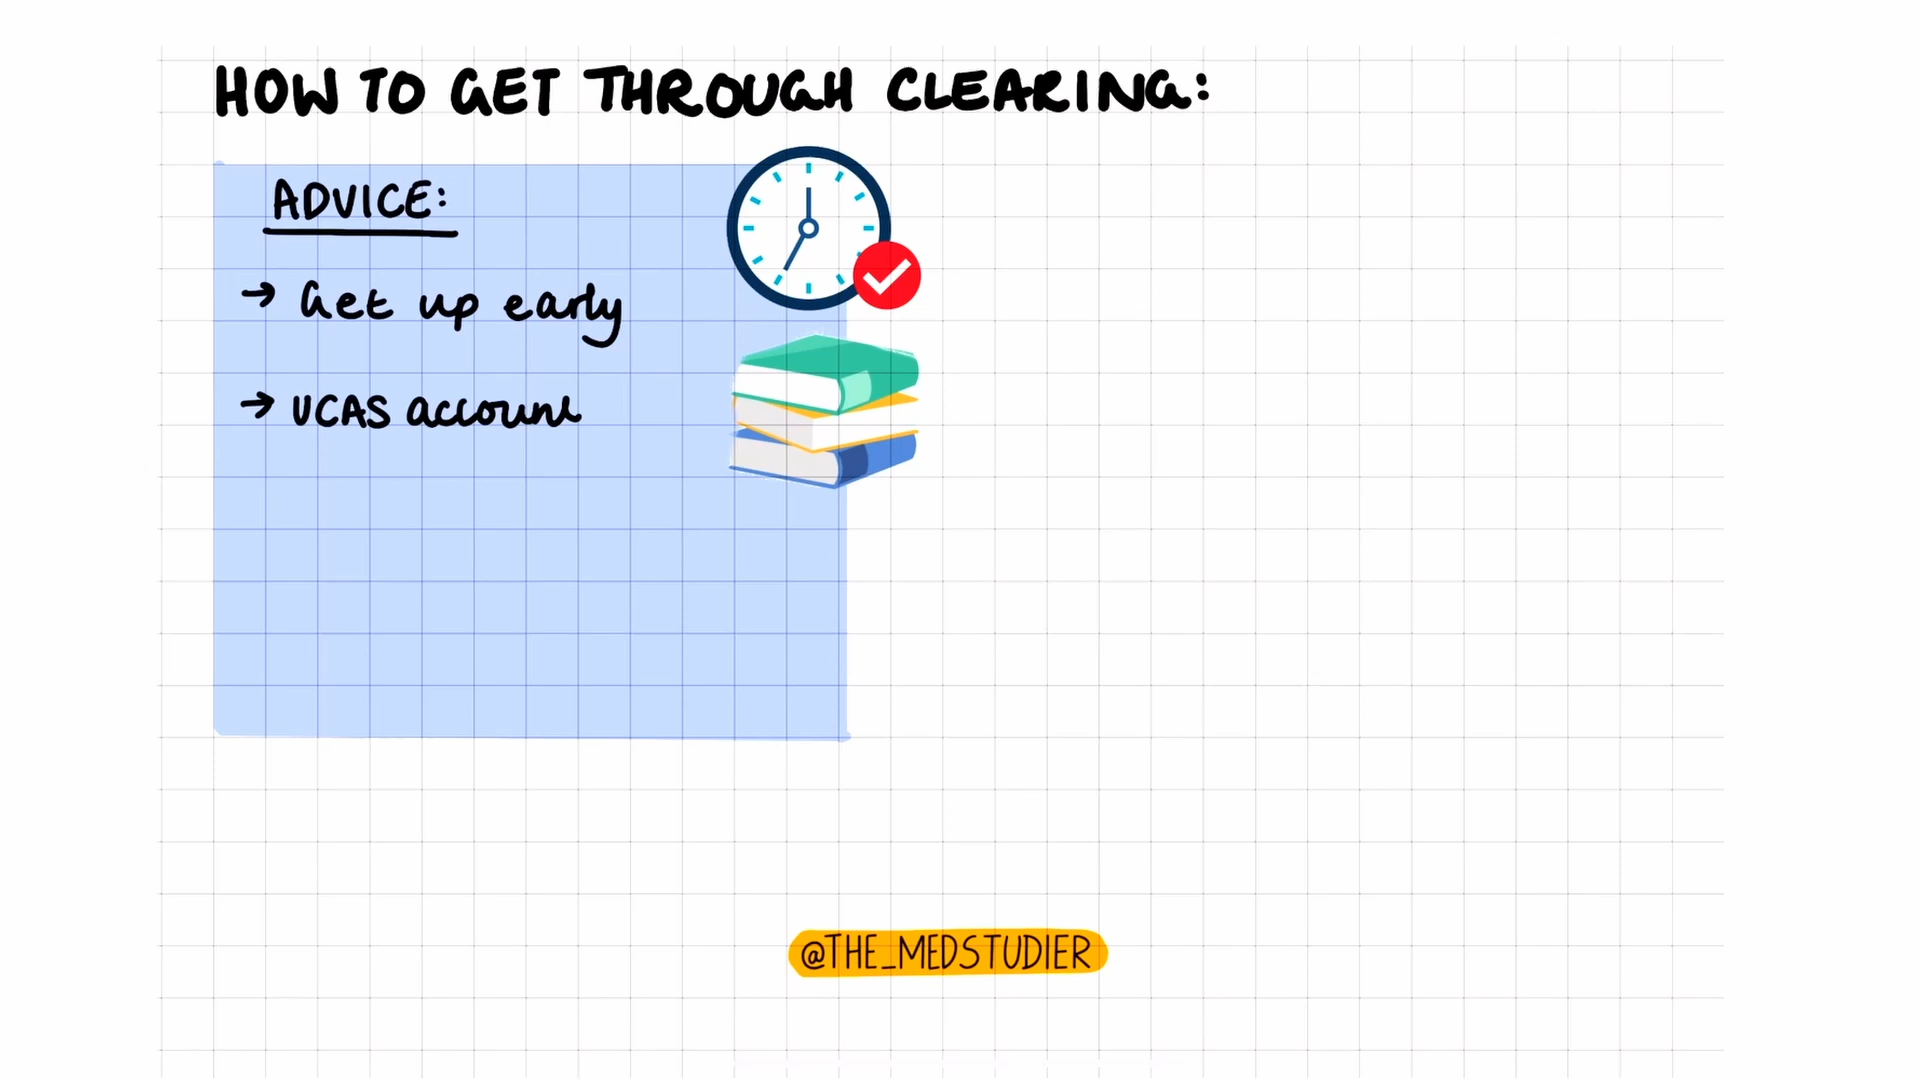 HOW TO GET THROUGH CLEARING:
ADVICE:
→ Get up early
→ UCAS account
@THE_MEDSTUDIER